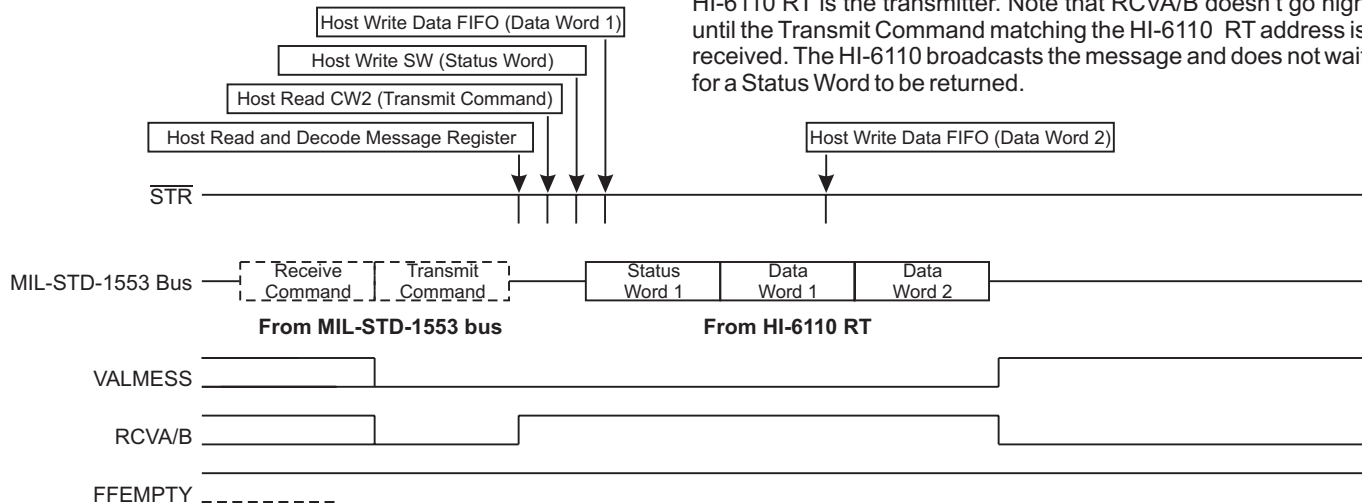 HI-6110 RT is the transmitter. Note that RCVA/B doesn't go high
until the Transmit Command matching the HI-6110 RT address is
received. The HI-6110 broadcasts the message and does not wait
for a Status Word to be returned.
Host Write Data FIFO (Data Word 1)
Host Write SW (Status Word)
Host Read CW2 (Transmit Command)
Host Read and Decode Message Register
Host Write Data FIFO (Data Word 2)
STR
MIL-STD-1553 Bus
Receive
Command
Transmit
Command
Status
Word 1
Data
Word 1
Data
Word 2
From MIL-STD-1553 bus
From HI-6110 RT
VALMESS
RCVA/B
FFEMPTY